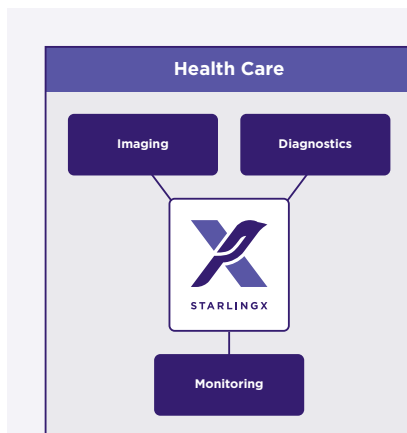 Health Care
Imaging
Diagnostics
STARLINGX
Monitoring